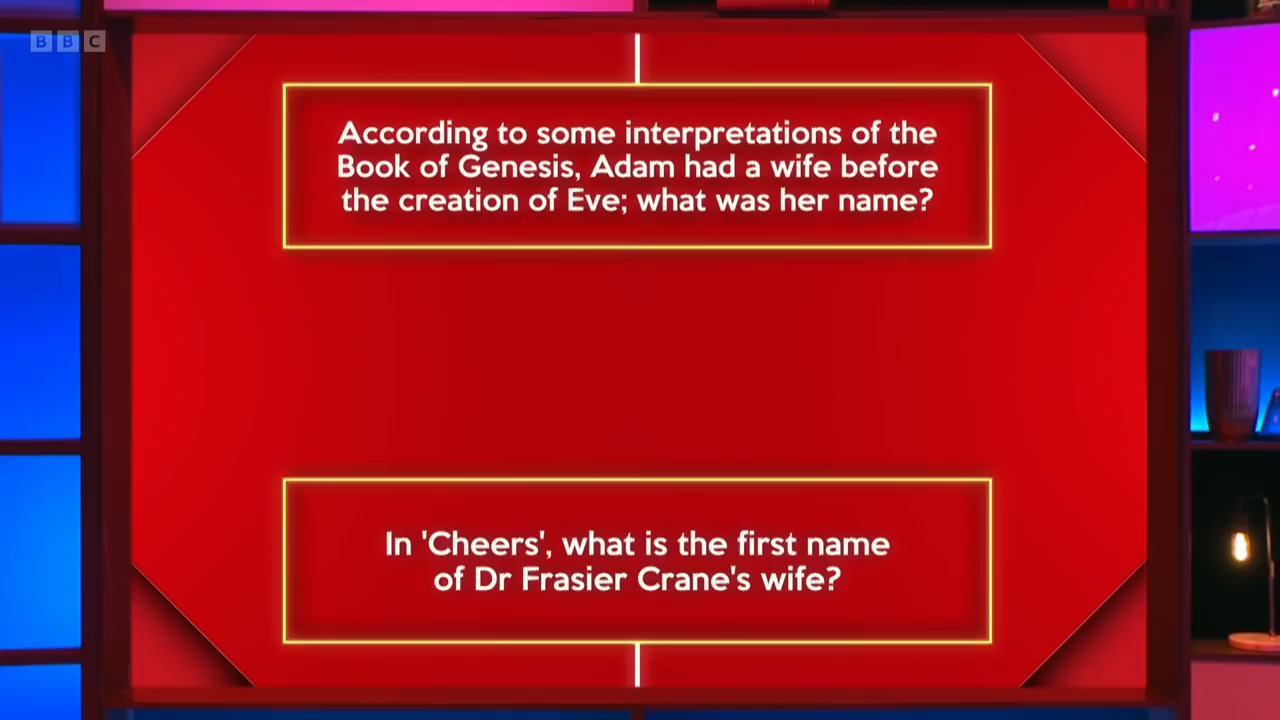 BBC
According to some interpretations of the
Book of Genesis, Adam had a wife before
the creation of Eve; what was her name?
In 'Cheers', what is the first name
of Dr Frasier Crane's wife?